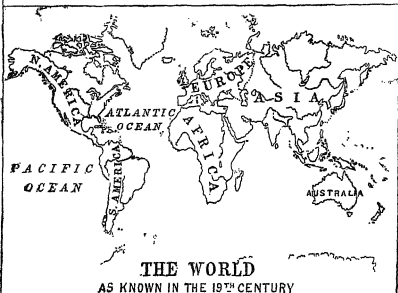 N. AMERICA
EUROPE
ASIA
ATLANTIC
OCEAN
AFRICA
PACIFIC
OCEAN
S. AMERICA
AUSTRALIA
THE WORLD
AS KNOWN IN THE 19TH CENTURY